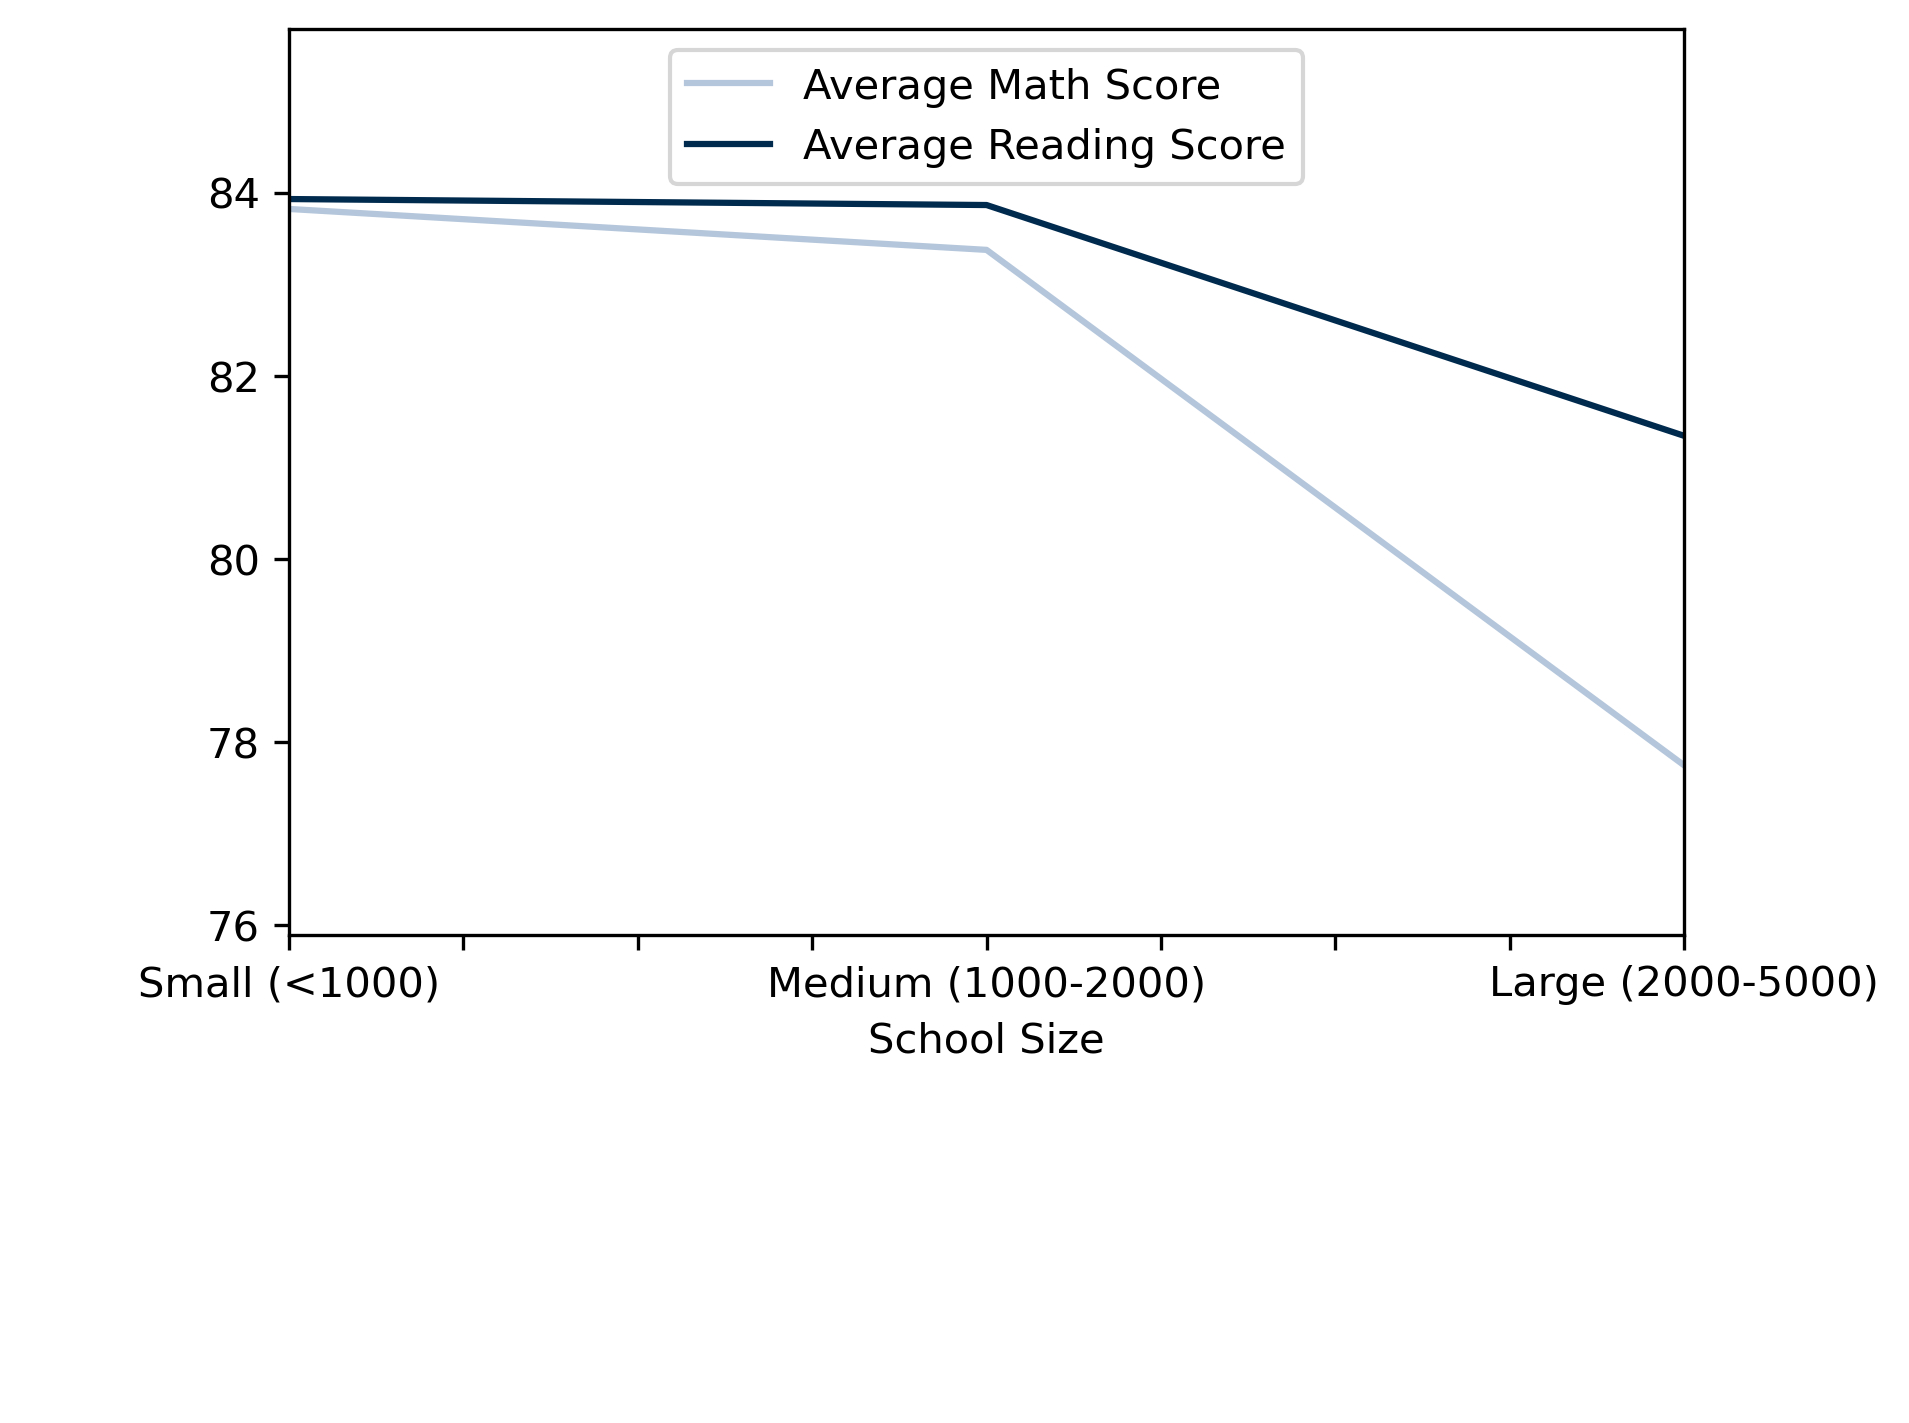 Average Math Score
Average Reading Score
84
82
80
78
76
Small (<1000)
Medium (1000-2000)
Large (2000-5000)
School Size